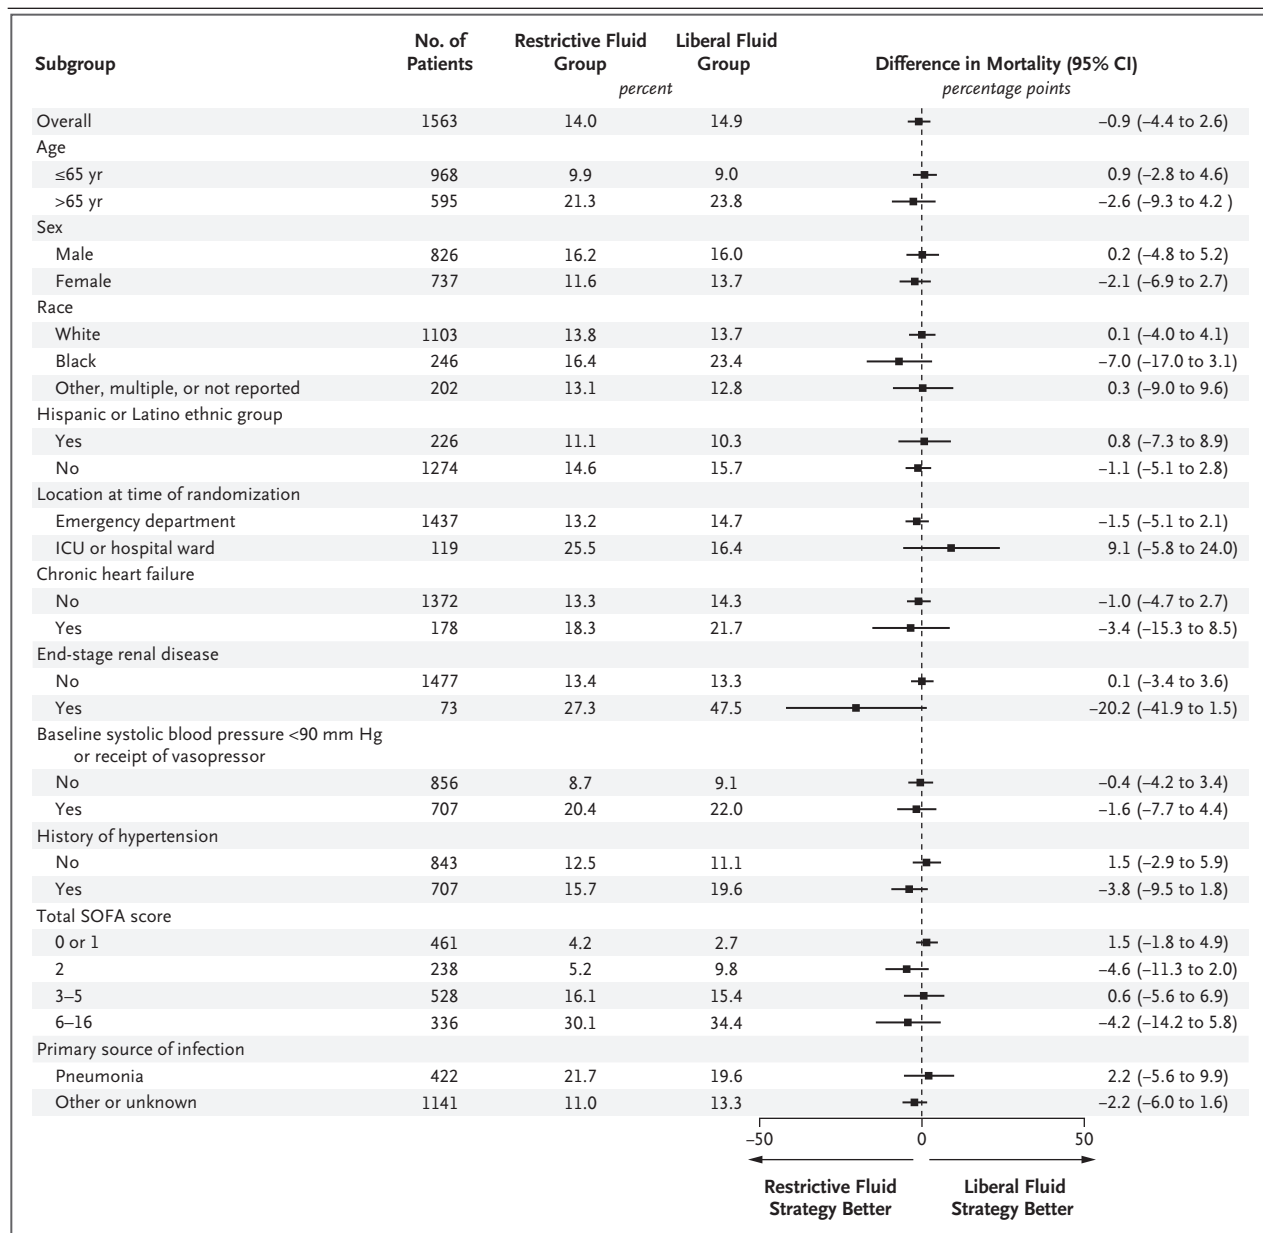 Subgroup No. of Patients Restrictive Fluid Group Liberal Fluid Group Difference in Mortality (95% CI)
percent percentage points
Overall 1563 14.0 14.9 –0.9 (–4.4 to 2.6)
Age
≤65 yr 968 9.9 9.0 0.9 (–2.8 to 4.6)
>65 yr 595 21.3 23.8 –2.6 (–9.3 to 4.2 )
Sex
Male 826 16.2 16.0 0.2 (–4.8 to 5.2)
Female 737 11.6 13.7 –2.1 (–6.9 to 2.7)
Race
White 1103 13.8 13.7 0.1 (–4.0 to 4.1)
Black 246 16.4 23.4 –7.0 (–17.0 to 3.1)
Other, multiple, or not reported 202 13.1 12.8 0.3 (–9.0 to 9.6)
Hispanic or Latino ethnic group
Yes 226 11.1 10.3 0.8 (–7.3 to 8.9)
No 1274 14.6 15.7 –1.1 (–5.1 to 2.8)
Location at time of randomization
Emergency department 1437 13.2 14.7 –1.5 (–5.1 to 2.1)
ICU or hospital ward 119 25.5 16.4 9.1 (–5.8 to 24.0)
Chronic heart failure
No 1372 13.3 14.3 –1.0 (–4.7 to 2.7)
Yes 178 18.3 21.7 –3.4 (–15.3 to 8.5)
End-stage renal disease
No 1477 13.4 13.3 0.1 (–3.4 to 3.6)
Yes 73 27.3 47.5 –20.2 (–41.9 to 1.5)
Baseline systolic blood pressure <90 mm Hg
or receipt of vasopressor
No 856 8.7 9.1 –0.4 (–4.2 to 3.4)
Yes 707 20.4 22.0 –1.6 (–7.7 to 4.4)
History of hypertension
No 843 12.5 11.1 1.5 (–2.9 to 5.9)
Yes 707 15.7 19.6 –3.8 (–9.5 to 1.8)
Total SOFA score
0 or 1 461 4.2 2.7 1.5 (–1.8 to 4.9)
2 238 5.2 9.8 –4.6 (–11.3 to 2.0)
3–5 528 16.1 15.4 0.6 (–5.6 to 6.9)
6–16 336 30.1 34.4 –4.2 (–14.2 to 5.8)
Primary source of infection
Pneumonia 422 21.7 19.6 2.2 (–5.6 to 9.9)
Other or unknown 1141 11.0 13.3 –2.2 (–6.0 to 1.6)
–50 0 50
Restrictive Fluid Strategy Better Liberal Fluid Strategy Better